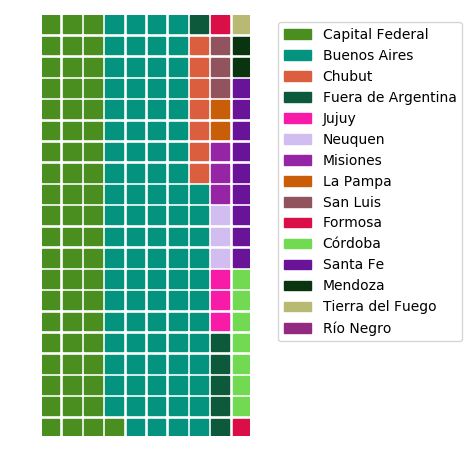 Capital Federal
Buenos Aires
Chubut
Fuera de Argentina
Jujuy
Neuquen
Misiones
La Pampa
San Luis
Formosa
Córdoba
Santa Fe
Mendoza
Tierra del Fuego
Río Negro